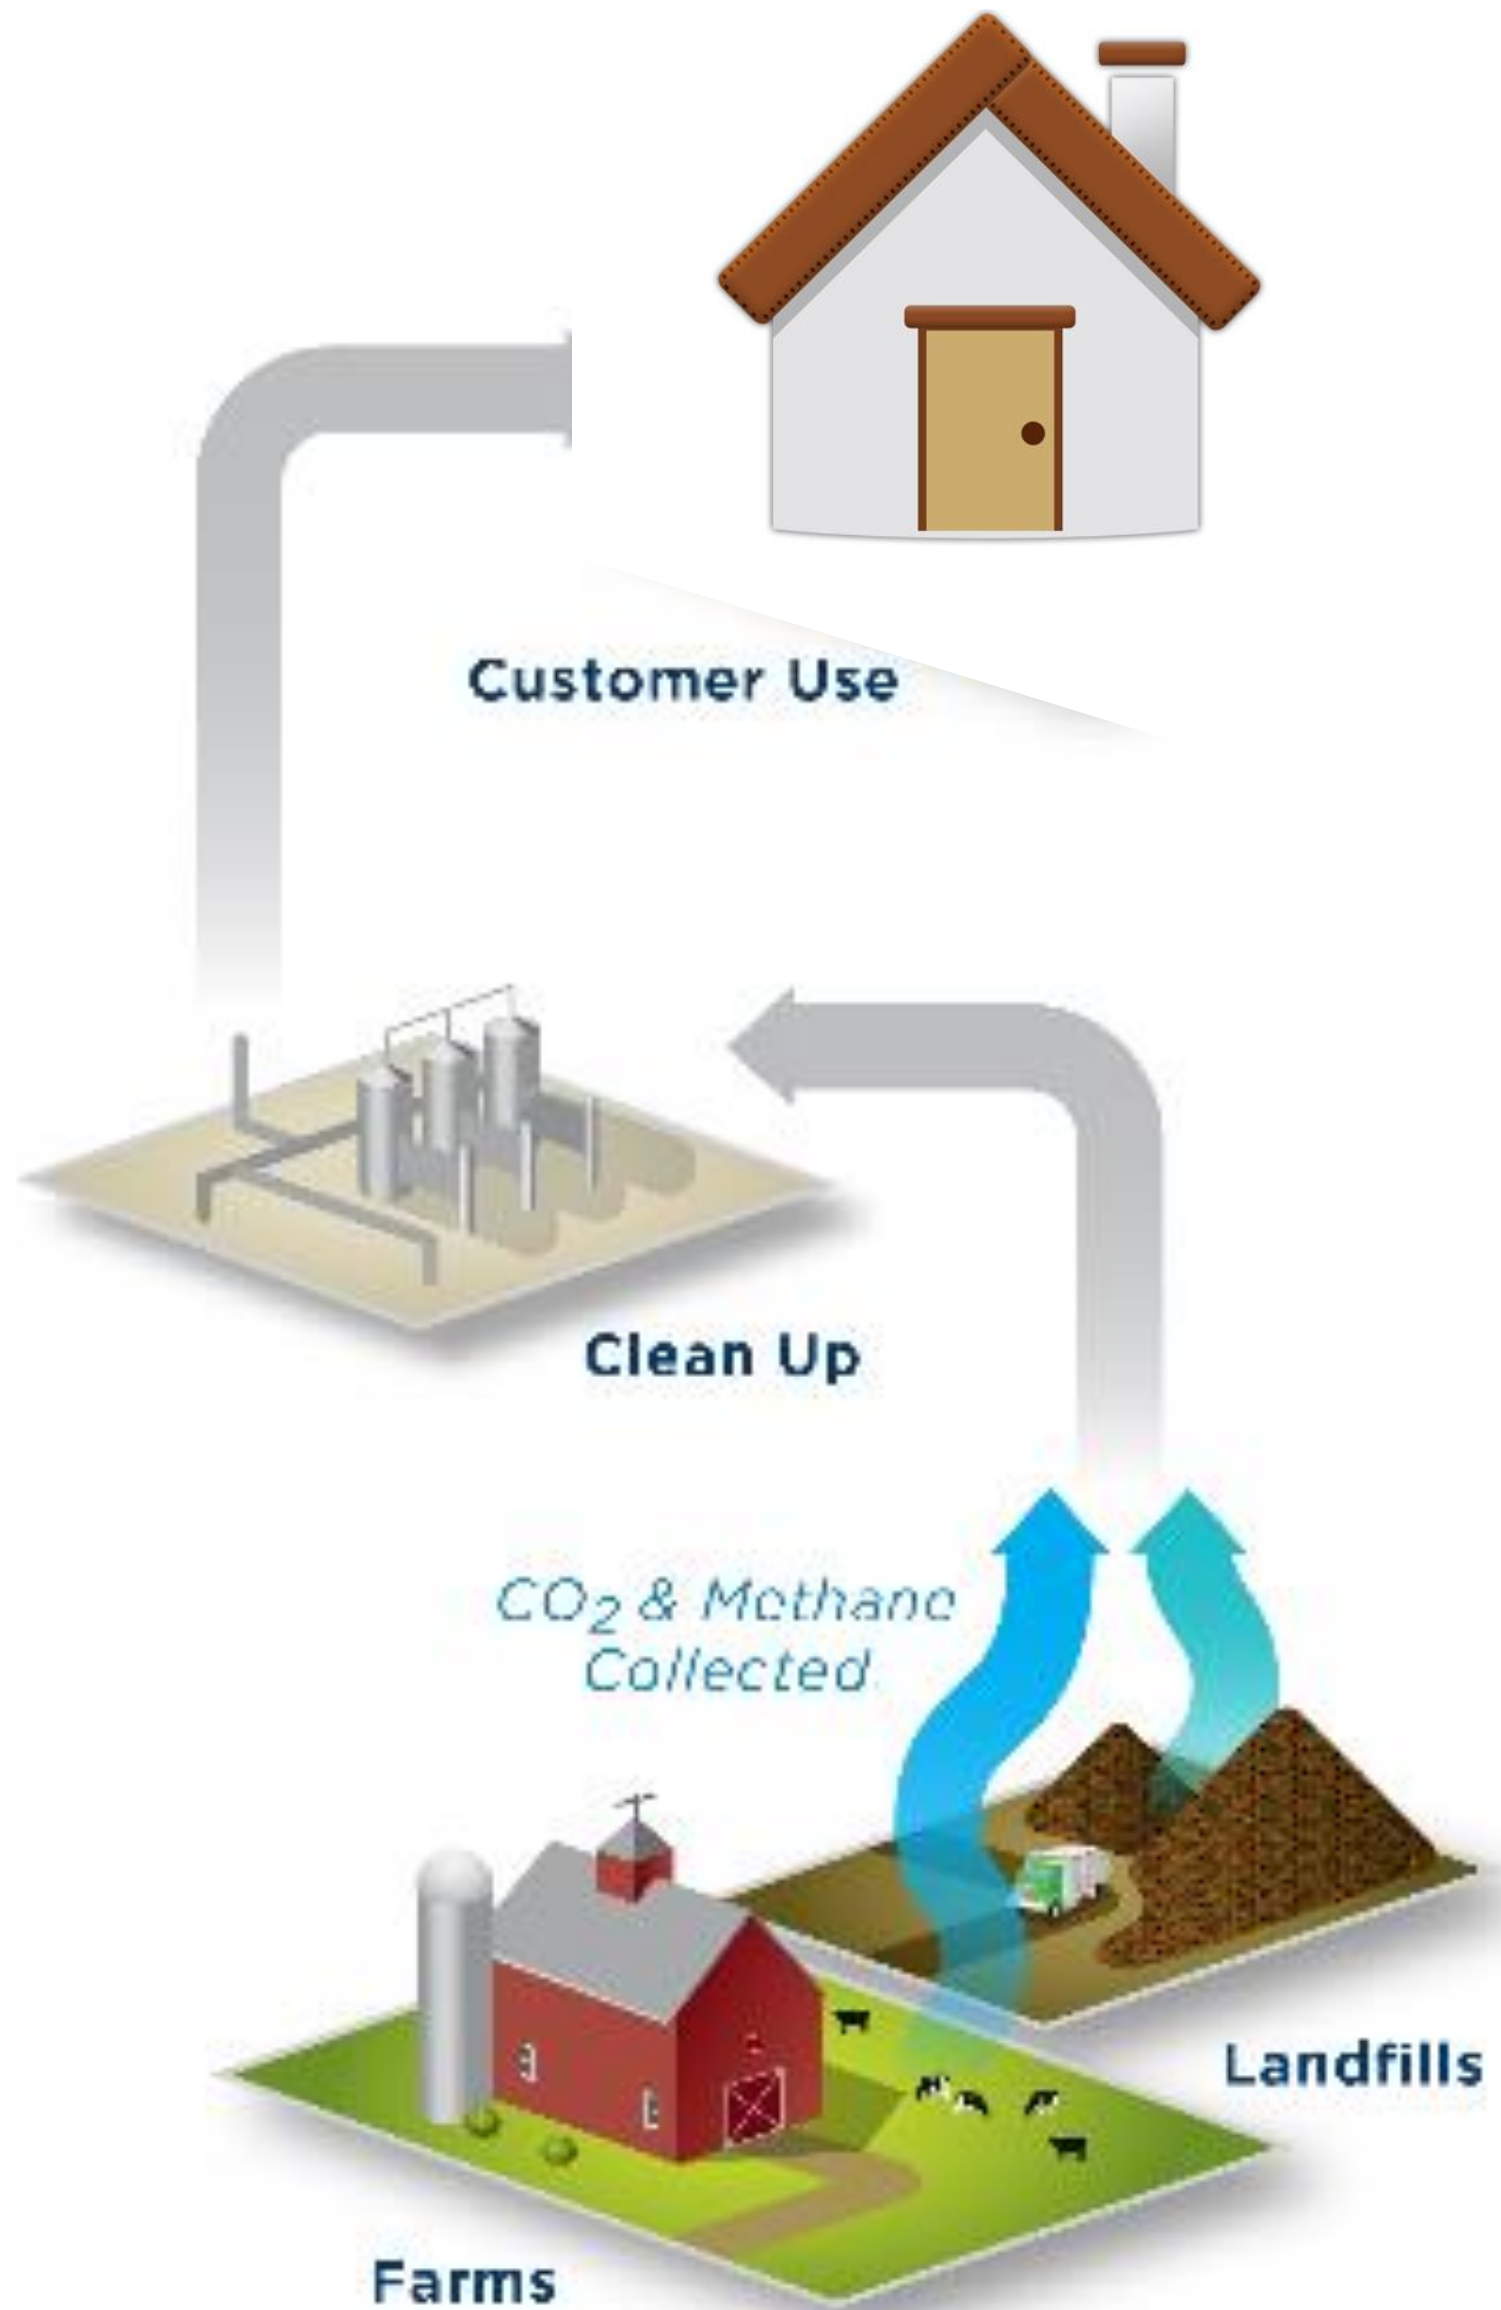 Customer Use
Clean Up
CO₂ & Methane
Collected
Landfills
Farms